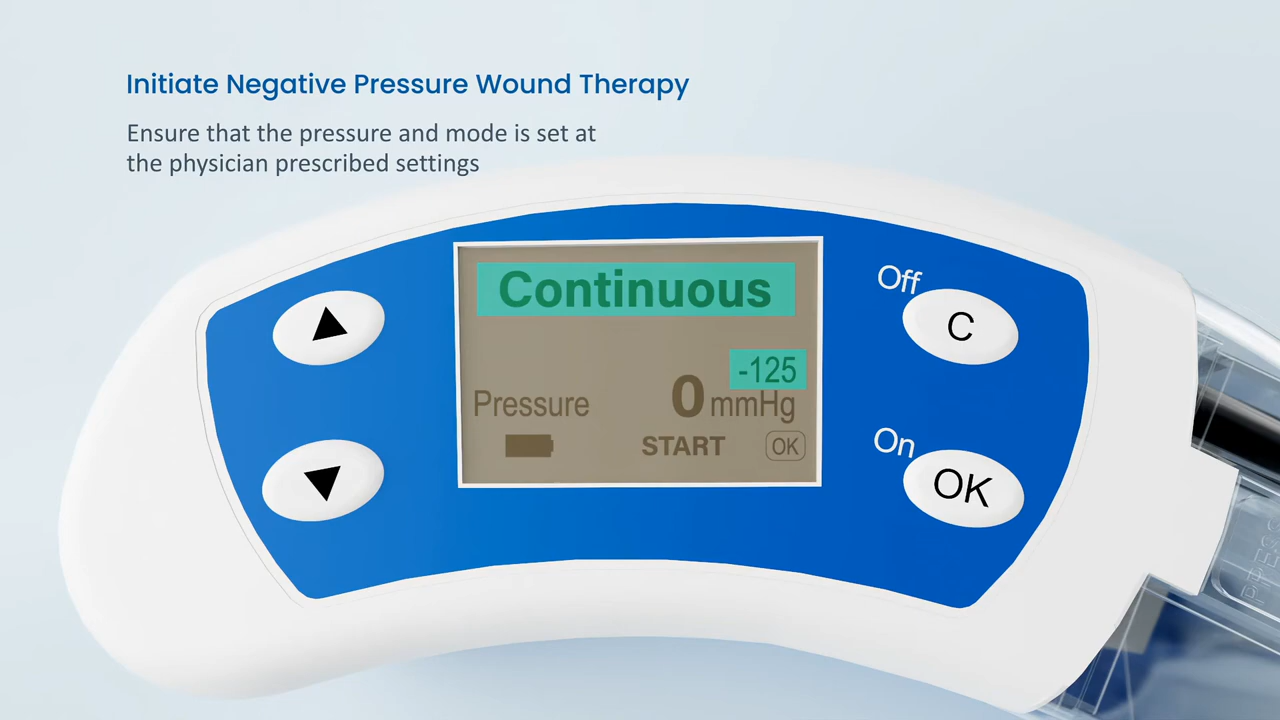 Initiate Negative Pressure Wound Therapy
Ensure that the pressure and mode is set at
the physician prescribed settings
Continuous
-125
Pressure 0 mmHg
START OK
Off
C
On
OK